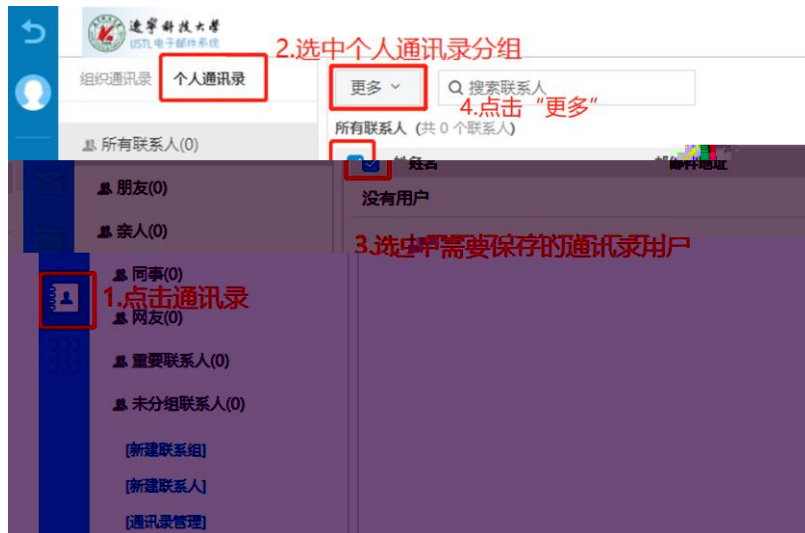 遼寧科技大學
USTL电子邮件系统
2.选中个人通讯录分组
组织通讯录 个人通讯录
更多
搜索联系人
4.点击“更多”
所有联系人 (共 0 个联系人)
所有联系人(0)
姓名 邮件地址
朋友(0)
没有用户
亲人(0)
3.选中需要保存的通讯录用户
同事(0)
1.点击通讯录
网友(0)
重要联系人(0)
未分组联系人(0)
[新建联系组]
[新建联系人]
[通讯录管理]